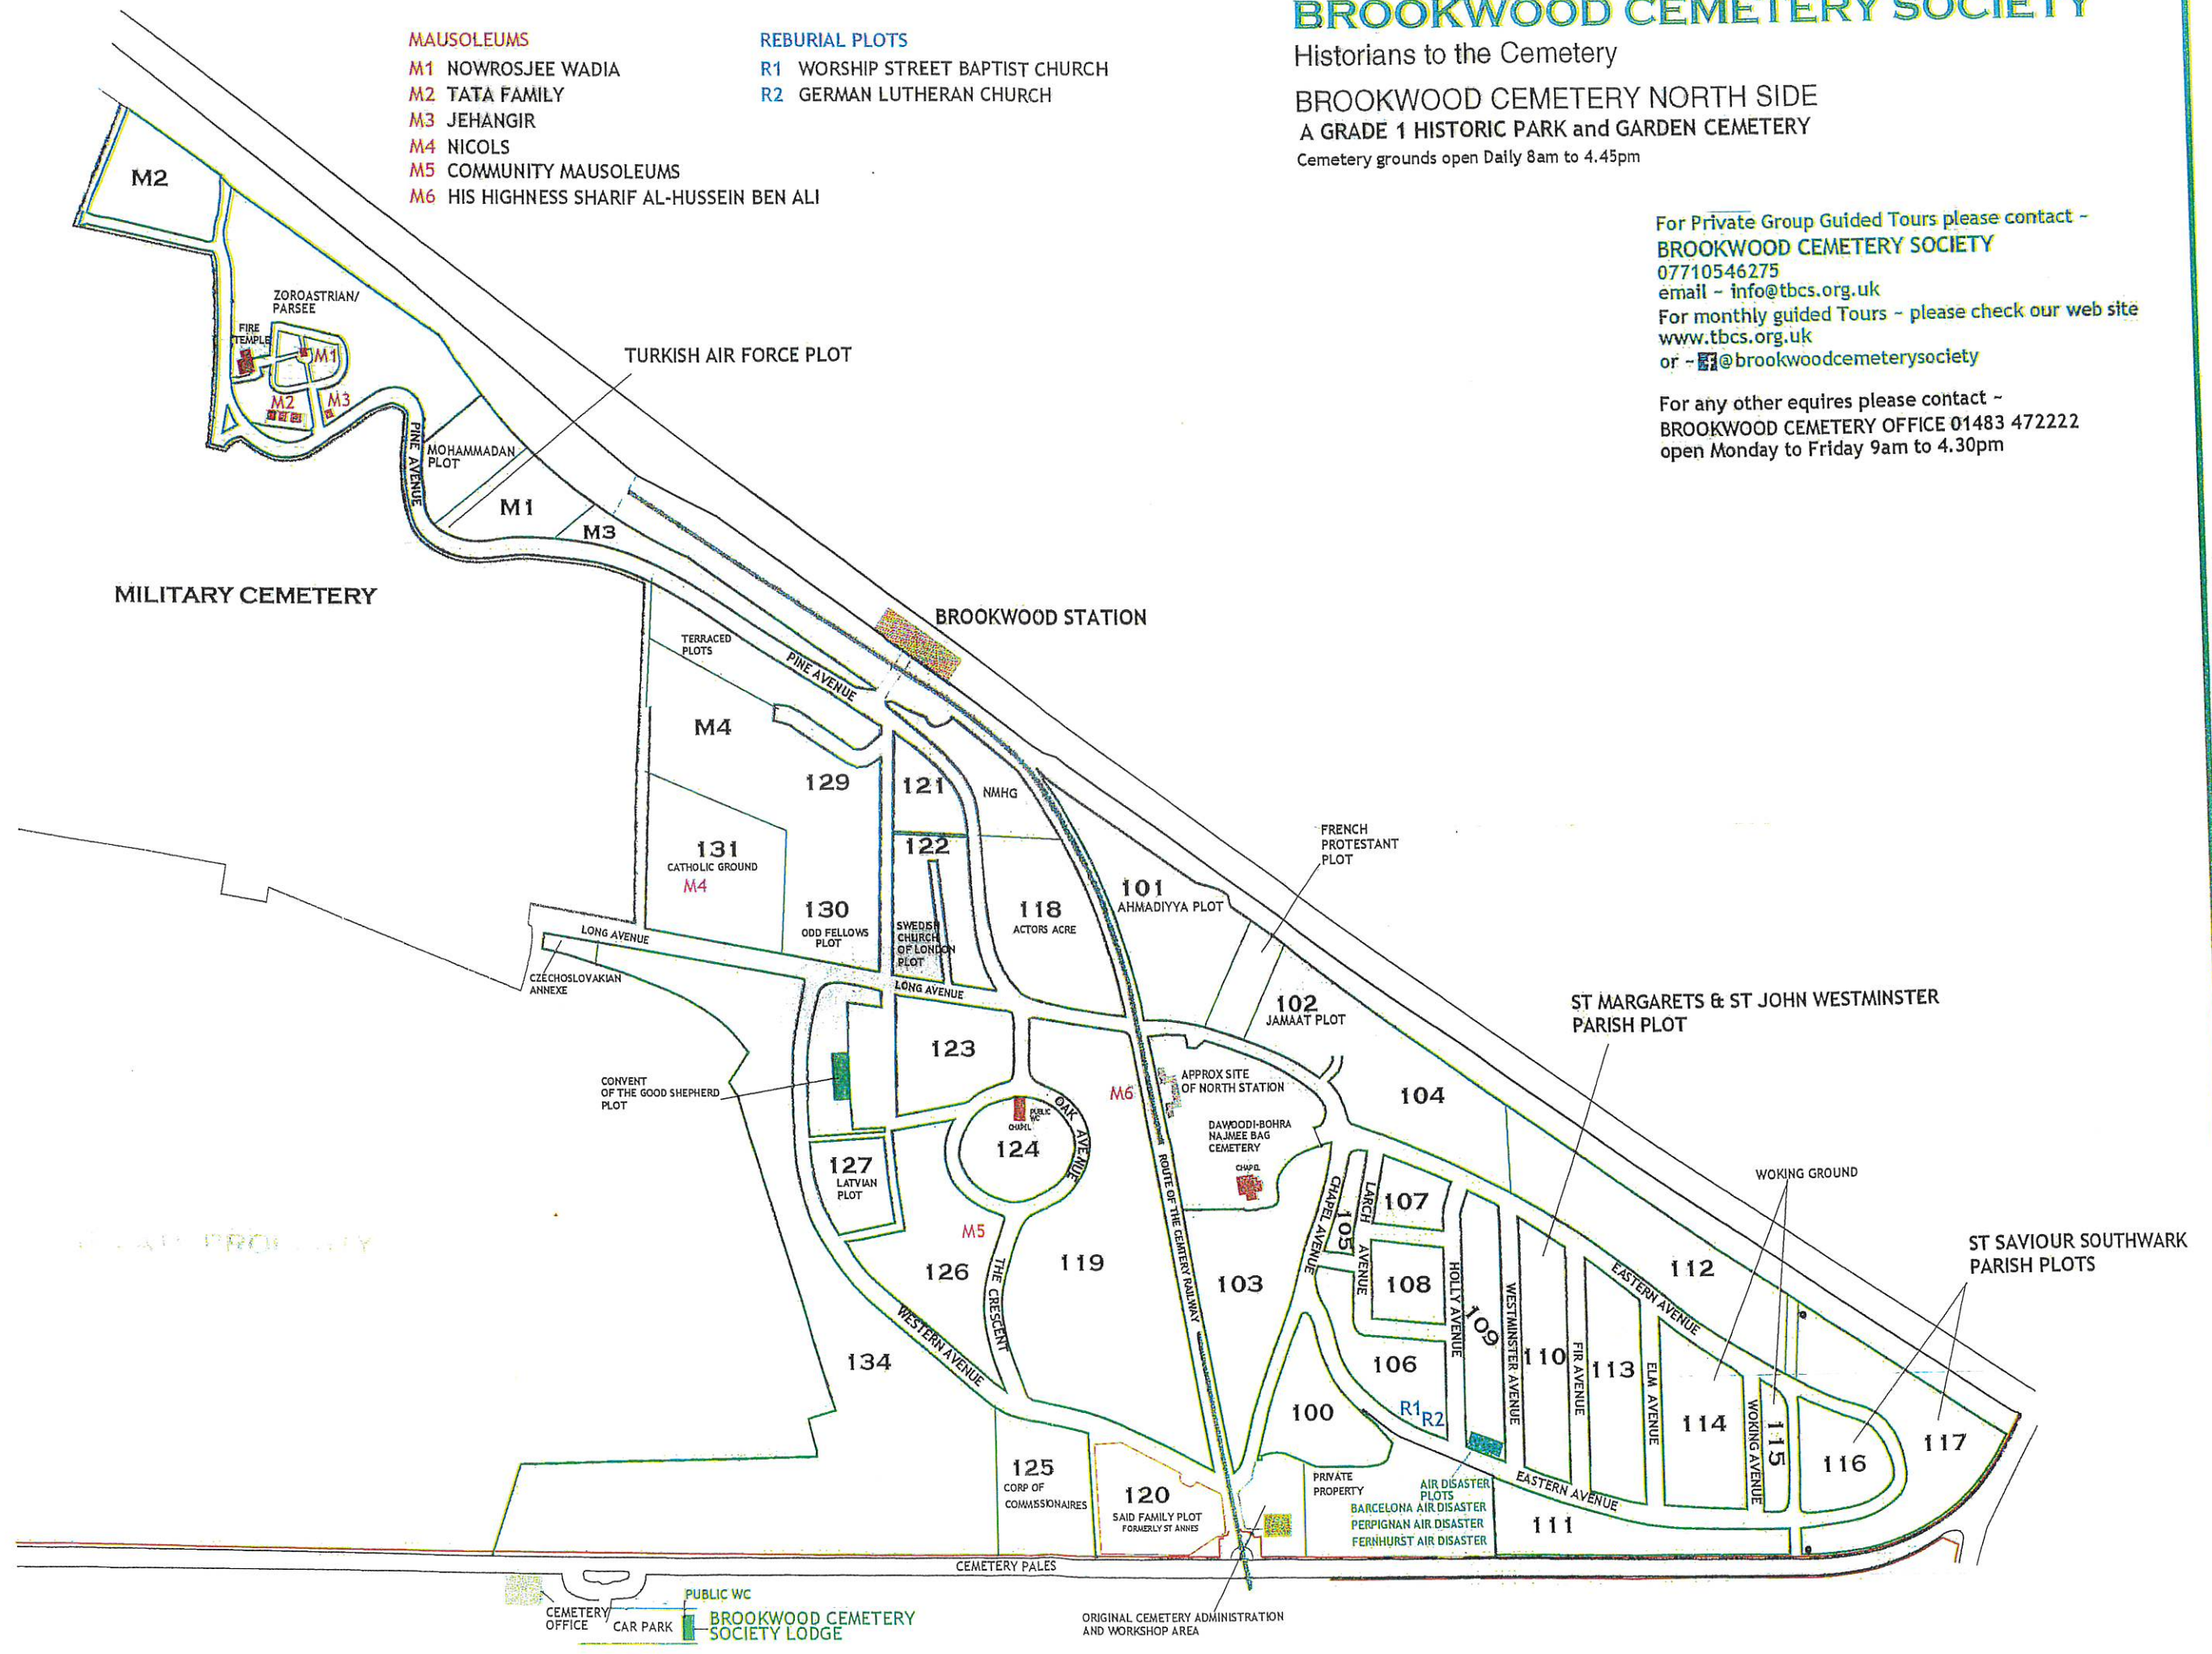 BROOKWOOD CEMETERY SOCIETY
Historians to the Cemetery
BROOKWOOD CEMETERY NORTH SIDE
A GRADE 1 HISTORIC PARK and GARDEN CEMETERY
Cemetery grounds open Daily 8am to 4.45pm
MAUSOLEUMS
M1 NOWROSJEE WADIA
M2 TATA FAMILY
M3 JEHANGIR
M4 NICOLS
M5 COMMUNITY MAUSOLEUMS
M6 HIS HIGHNESS SHARIF AL-HUSSEIN BEN ALI
REBURIAL PLOTS
R1 WORSHIP STREET BAPTIST CHURCH
R2 GERMAN LUTHERAN CHURCH
For Private Group Guided Tours please contact ~
BROOKWOOD CEMETERY SOCIETY
07710546275
email ~ info@tbcs.org.uk
For monthly guided Tours ~ please check our web site
www.tbcs.org.uk
or ~ f@brookwoodcemeterysociety
For any other equires please contact ~
BROOKWOOD CEMETERY OFFICE 01483 472222
open Monday to Friday 9am to 4.30pm
M2
ZOROASTRIAN/
PARSEE
FIRE
TEMPLE
M1
M2
M3
TURKISH AIR FORCE PLOT
PINE AVENUE
MOHAMMADAN
PLOT
M1
M3
MILITARY CEMETERY
BROOKWOOD STATION
TERRACED
PLOTS
PINE AVENUE
M4
129
121
NMHG
131
CATHOLIC GROUND
M4
122
130
ODD FELLOWS
PLOT
SWEDISH
CHURCH
OF LONDON
PLOT
118
ACTORS ACRE
101
AHMADIYYA PLOT
FRENCH
PROTESTANT
PLOT
LONG AVENUE
CZECHOSLOVAKIAN
ANNEXE
LONG AVENUE
102
JAMAAT PLOT
ST MARGARETS & ST JOHN WESTMINSTER
PARISH PLOT
123
CONVENT
OF THE GOOD SHEPHERD
PLOT
M6
APPROX SITE
OF NORTH STATION
104
OAK AVENUE
PUBLIC
WC
CHAPEL
124
DAWOODI-BOHRA
NAJMEE BAG
CEMETERY
CHAPEL
127
LATVIAN
PLOT
WOKING GROUND
CHAPEL AVENUE
LARCH AVENUE
105
107
M5
126
119
THE CRESCENT
ROUTE OF THE CEMTERY RAILWAY
103
108
HOLLY AVENUE
109
WESTMINSTER AVENUE
110
FIR AVENUE
113
ELM AVENUE
EASTERN AVENUE
112
ST SAVIOUR SOUTHWARK
PARISH PLOTS
WESTERN AVENUE
134
106
R1
R2
100
114
WOKING AVENUE
115
116
117
125
CORP OF
COMMISSIONAIRES
120
SAID FAMILY PLOT
FORMERLY ST ANNES
PRIVATE
PROPERTY
AIR DISASTER
PLOTS
BARCELONA AIR DISASTER
PERPIGNAN AIR DISASTER
FERNHURST AIR DISASTER
EASTERN AVENUE
111
CEMETERY PALES
CEMETERY
OFFICE
CAR PARK
PUBLIC WC
BROOKWOOD CEMETERY
SOCIETY LODGE
ORIGINAL CEMETERY ADMINISTRATION
AND WORKSHOP AREA